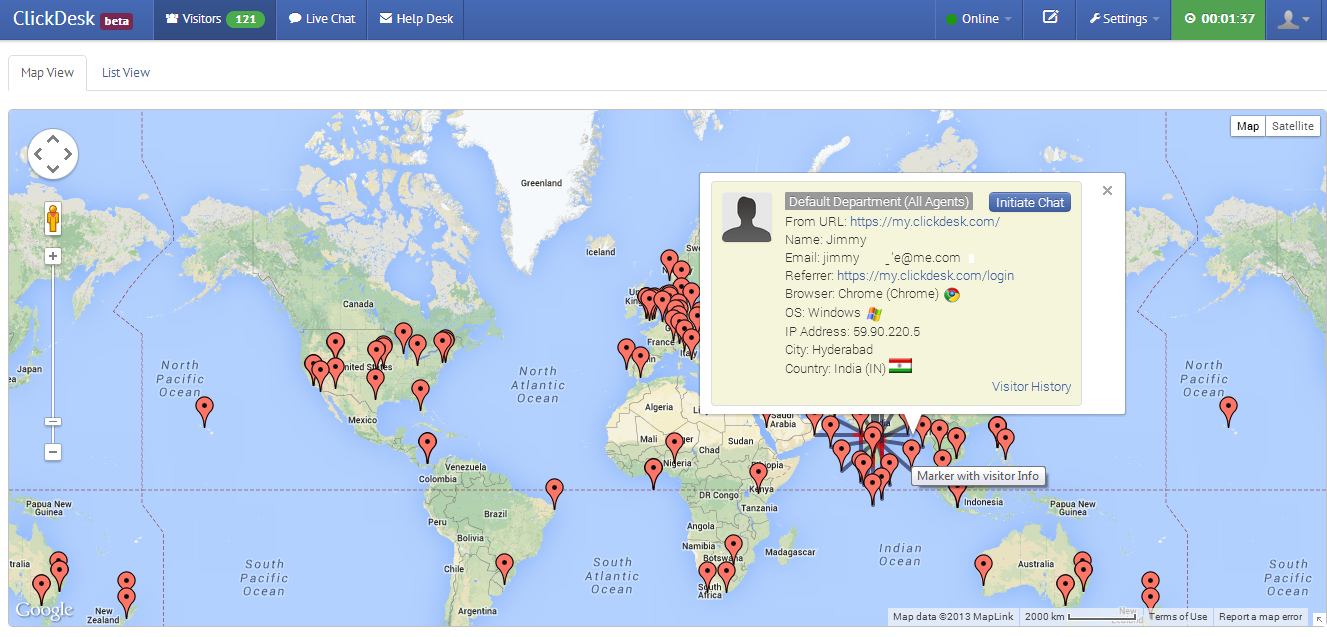 ClickDesk beta
Visitors 121
Live Chat
Help Desk
Online
Settings
00:01:37
Map View
List View
Map
Satellite
Greenland
Iceland
Canada
North
Pacific
Ocean
North
Atlantic
Ocean
North
Pacific
Ocean
Japan
Mexico
Venezuela
Colombia
Brazil
Peru
Bolivia
Chile
Argentina
France
Algeria
Mali
Chad
Sudan
Nigeria
Kenya
DR Congo
Tanzania
Angola
Namibia
Botswana
Madagascar
South
Africa
Saudi
Arabia
Indonesia
Papua New
Guinea
Papua New
Guinea
Australia
Indian
Ocean
South
Pacific
Ocean
South
Atlantic
Ocean
South
Pacific
Ocean
New
Zealand
Default Department (All Agents)
Initiate Chat
From URL: https://my.clickdesk.com/
Name: Jimmy
Email: jimmy _'e@me.com
Referrer: https://my.clickdesk.com/login
Browser: Chrome (Chrome)
OS: Windows
IP Address: 59.90.220.5
City: Hyderabad
Country: India (IN)
Visitor History
Marker with visitor Info
Google
Map data ©2013 MapLink
2000 km
Terms of Use
Report a map error